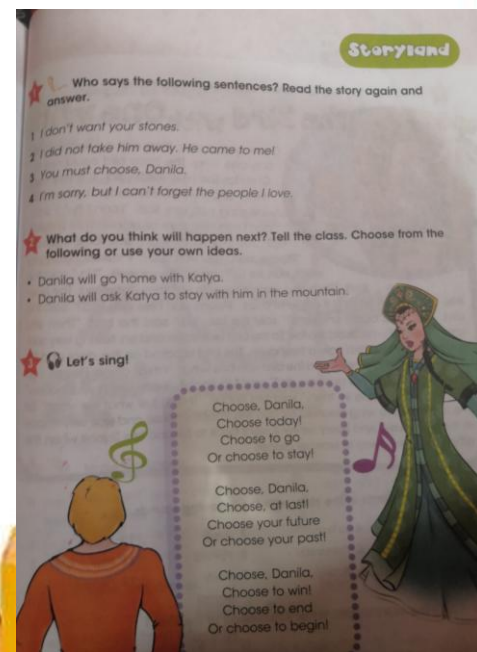 Storyland
1 Who says the following sentences? Read the story again and
answer.
1 I don't want your stones.
2 I did not take him away. He came to me!
3 You must choose, Danila.
4 I'm sorry, but I can't forget the people I love.
2 What do you think will happen next? Tell the class. Choose from the
following or use your own ideas.
• Danila will go home with Katya.
• Danila will ask Katya to stay with him in the mountain.
3 Let's sing!
Choose, Danila,
Choose today!
Choose to go
Or choose to stay!
Choose, Danila,
Choose, at last!
Choose your future
Or choose your past!
Choose, Danila,
Choose to win!
Choose to end
Or choose to begin!